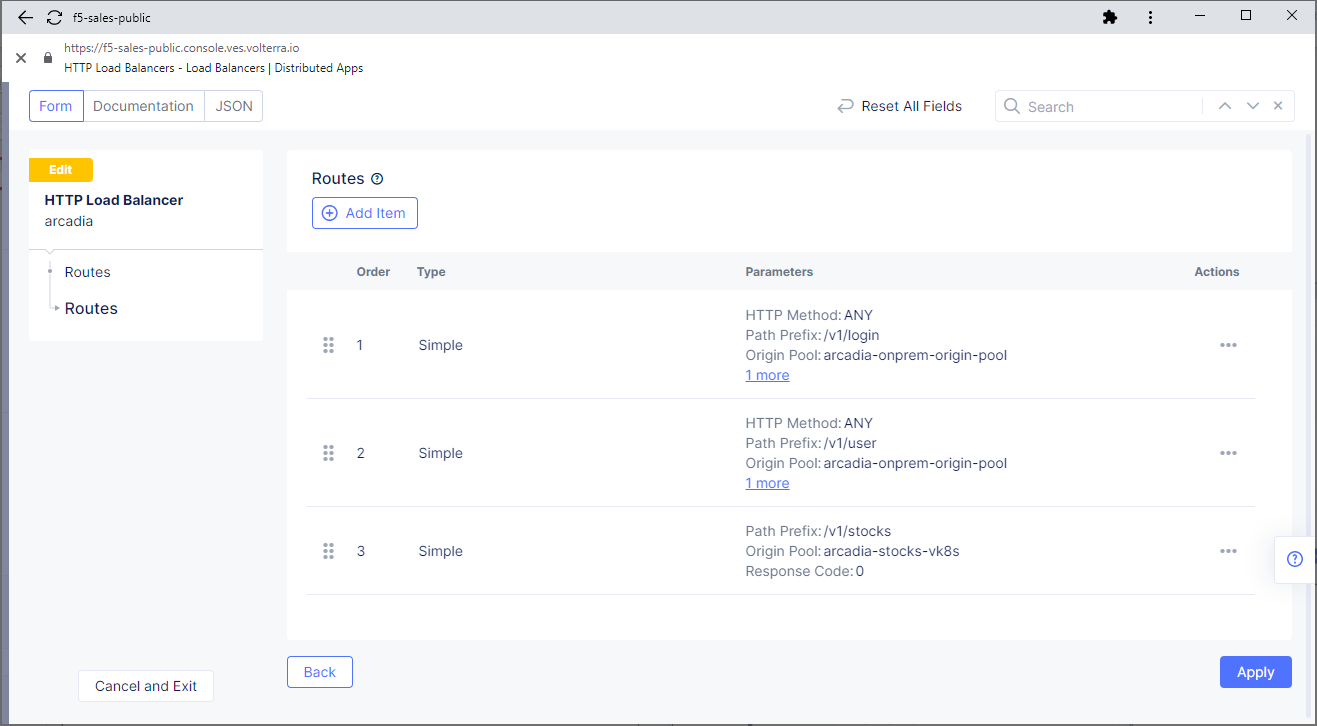 f5-sales-public
https://f5-sales-public.console.ves.volterra.io
HTTP Load Balancers - Load Balancers | Distributed Apps
Form Documentation JSON
Reset All Fields
Search
Edit
HTTP Load Balancer
arcadia
Routes
Routes
Routes
Add Item
Order Type Parameters Actions
1 Simple
HTTP Method: ANY
Path Prefix: /v1/login
Origin Pool: arcadia-onprem-origin-pool
1 more
2 Simple
HTTP Method: ANY
Path Prefix: /v1/user
Origin Pool: arcadia-onprem-origin-pool
1 more
3 Simple
Path Prefix: /v1/stocks
Origin Pool: arcadia-stocks-vk8s
Response Code: 0
Back
Apply
Cancel and Exit